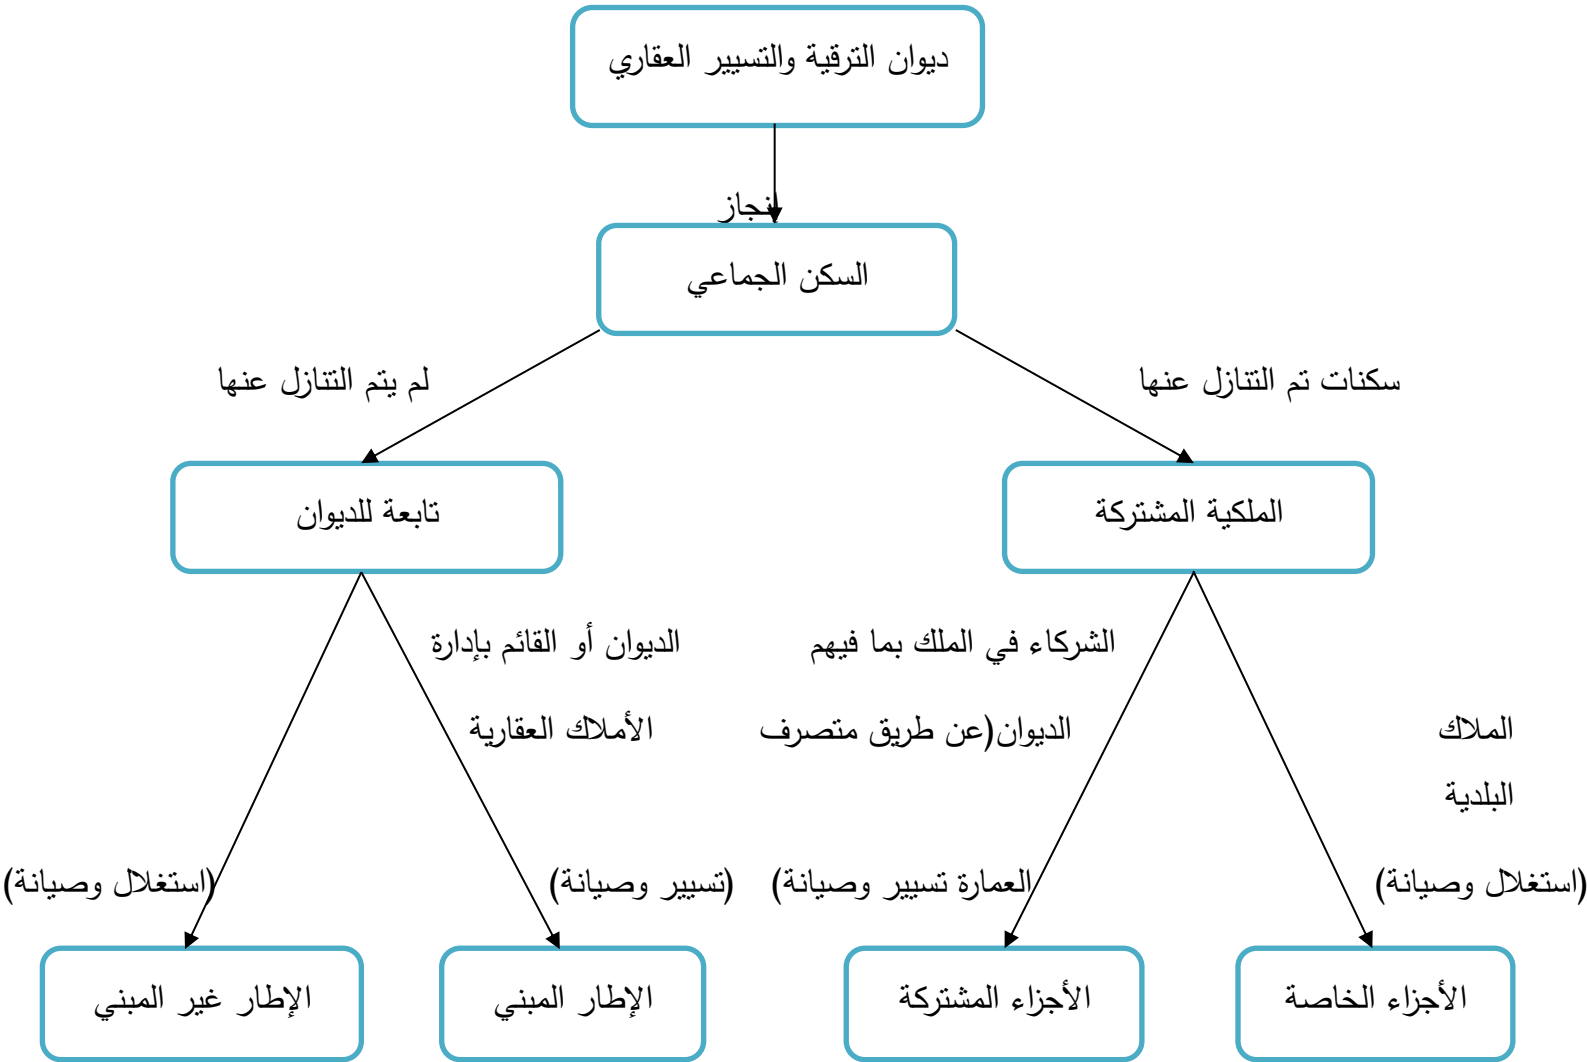 ديوان الترقية والتسيير العقاري
إنجاز
السكن الجماعي
سكنات تم التنازل عنها
لم يتم التنازل عنها
الملكية المشتركة
تابعة للديوان
الشركاء في الملك بما فيهم
الديوان أو القائم بإدارة
الملاك
الديوان(عن طريق متصرف
الأملاك العقارية
البلدية
(استغلال وصيانة)
العمارة تسيير وصيانة)
(تسيير وصيانة)
(استغلال وصيانة)
الأجزاء الخاصة
الأجزاء المشتركة
الإطار المبني
الإطار غير المبني